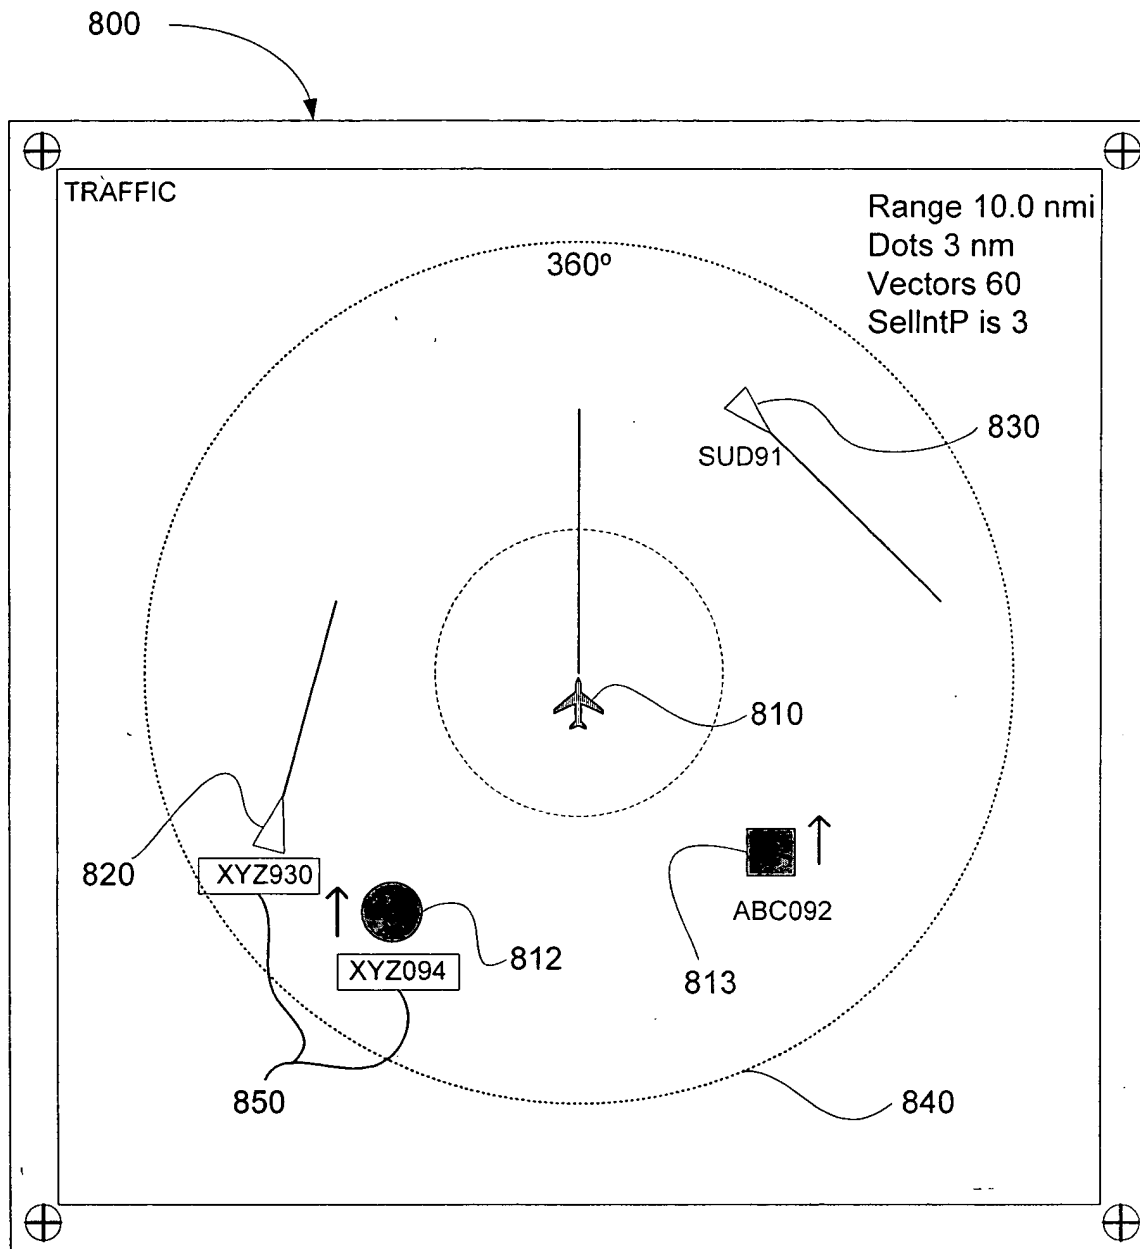 800
TRAFFIC
Range 10.0 nmi
Dots 3 nm
Vectors 60
SelIntP is 3
360º
830
SUD91
810
820
XYZ930
812
XYZ094
813
ABC092
850
840